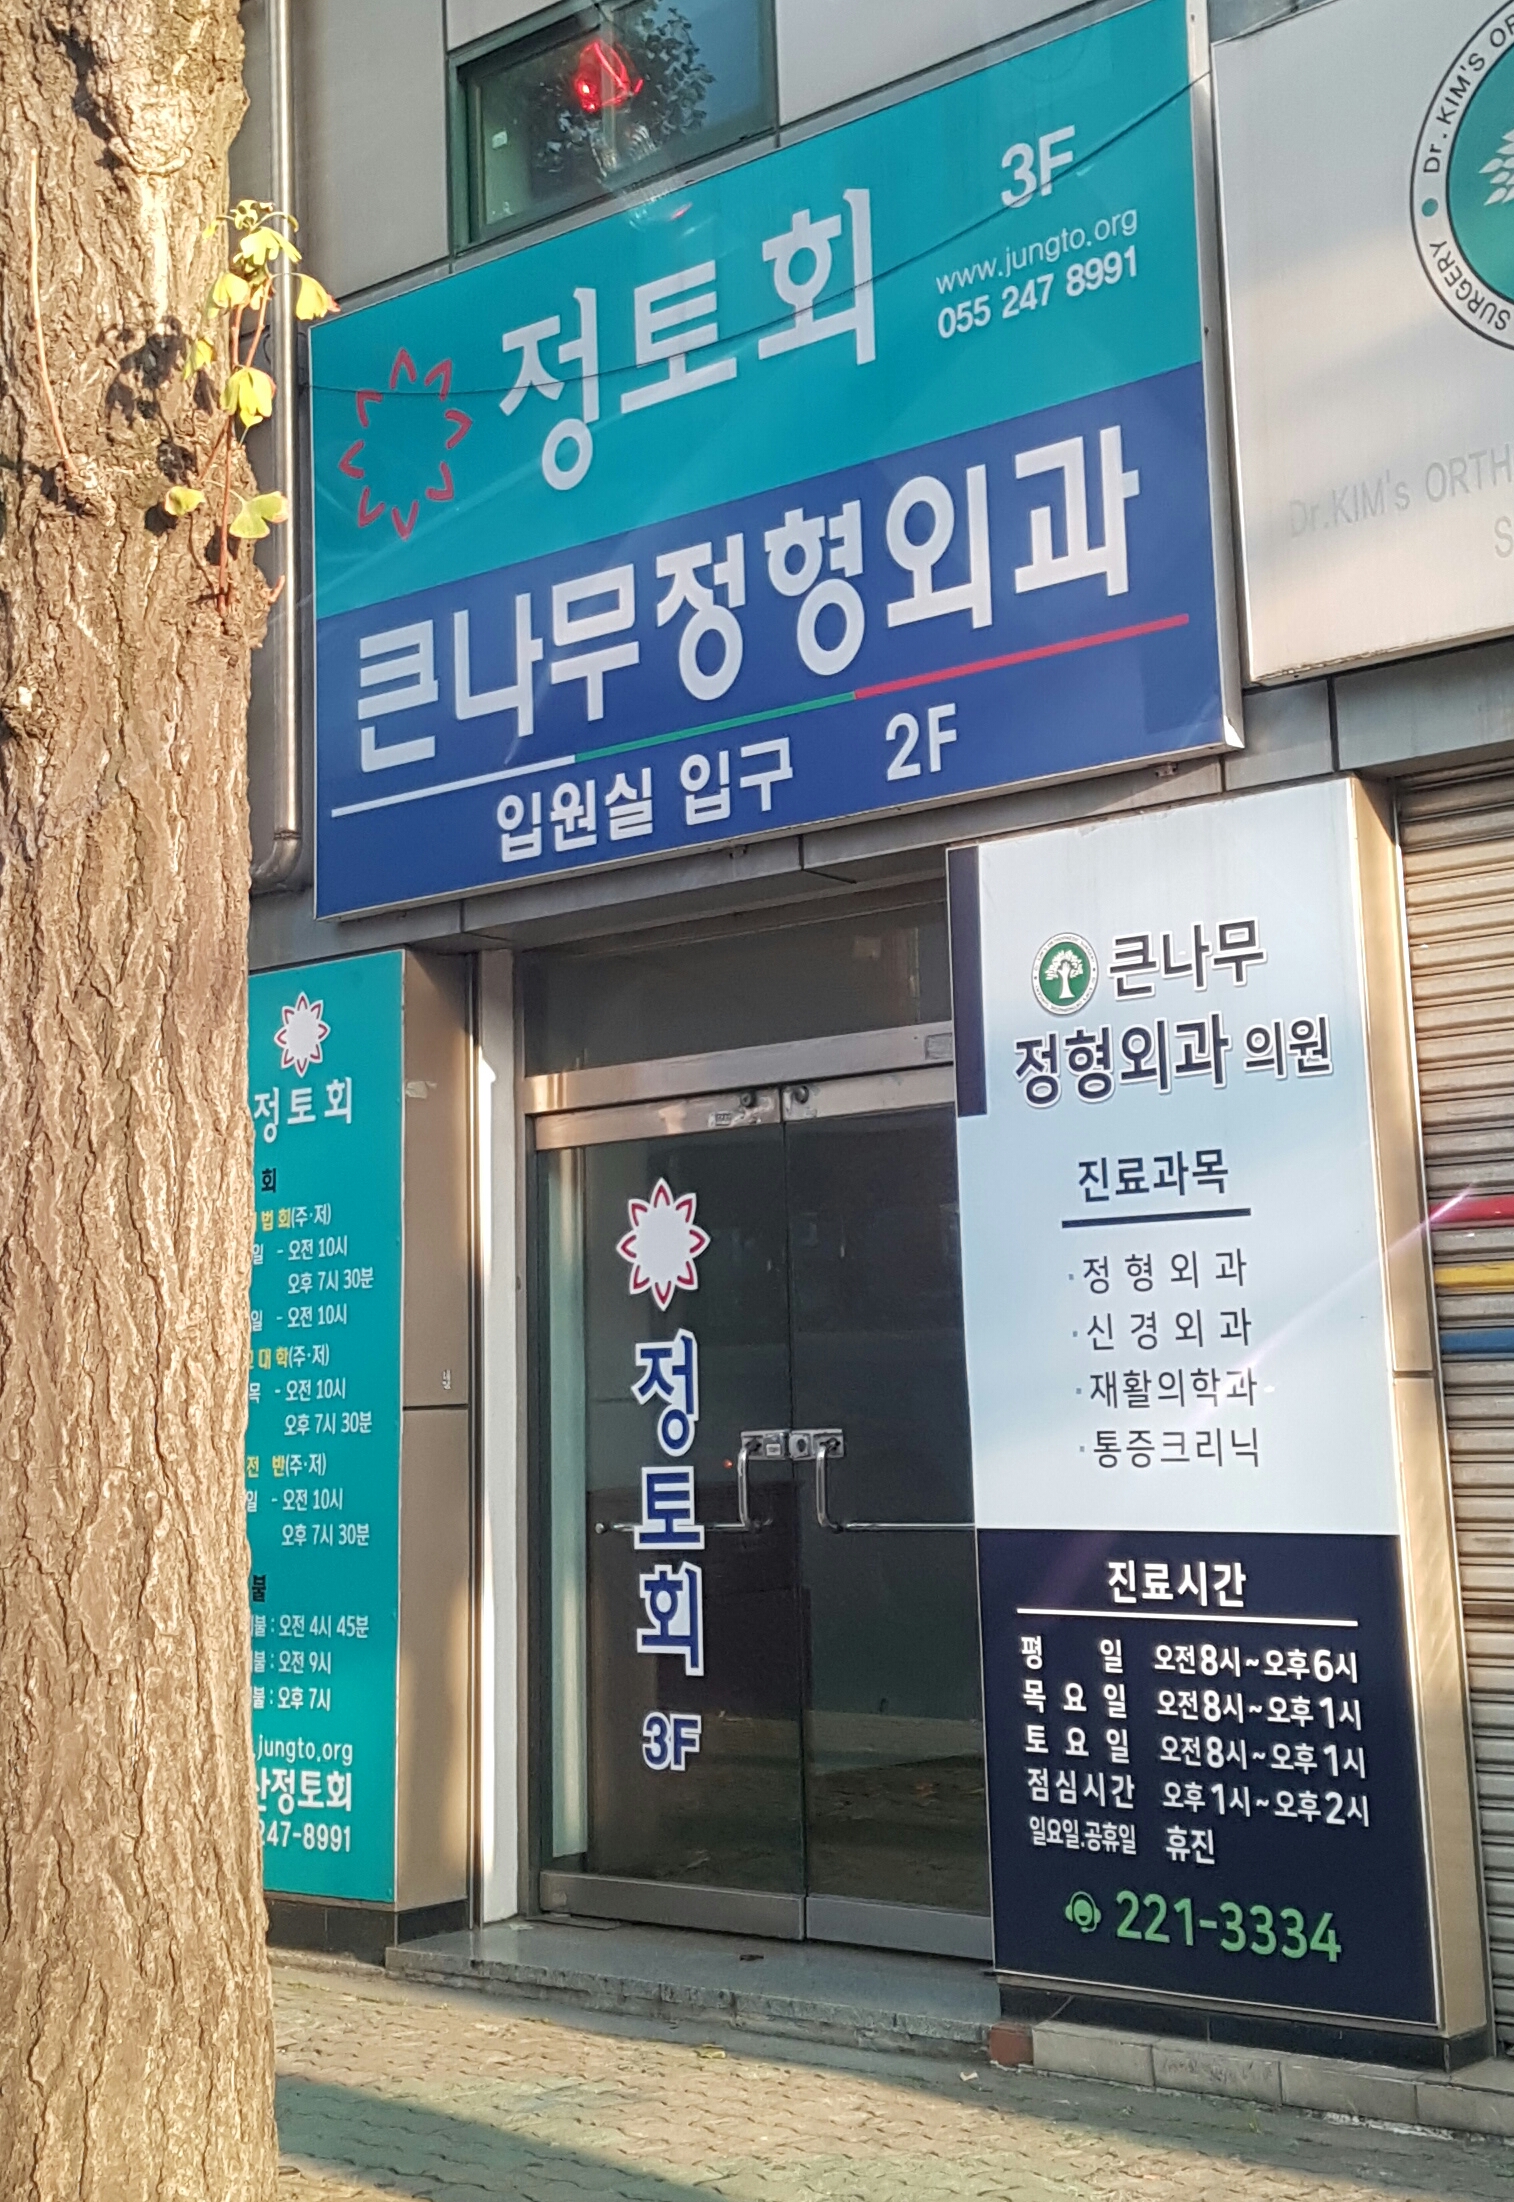 정토회
3F
www.jungto.org
055 247 8991
큰나무정형외과
입원실 입구 2F
Dr. KIM'S
SURGERY
Dr.KIM's
정토회
회
법회(주·저)
일 - 오전 10시
오후 7시 30분
일 - 오전 10시
대학(주·저)
목 - 오전 10시
오후 7시 30분
전 반(주·저)
일 - 오전 10시
오후 7시 30분
불
불 : 오전 4시 45분
불 : 오전 9시
불 : 오후 7시
.jungto.org
산정토회
247-8991
정토회
3F
큰나무
정형외과 의원
진료과목
·정형외과
·신경외과
·재활의학과
·통증크리닉
진료시간
평일 오전8시~오후6시
목요일 오전8시~오후1시
토요일 오전8시~오후1시
점심시간 오후1시~오후2시
일요일.공휴일 휴진
221-3334